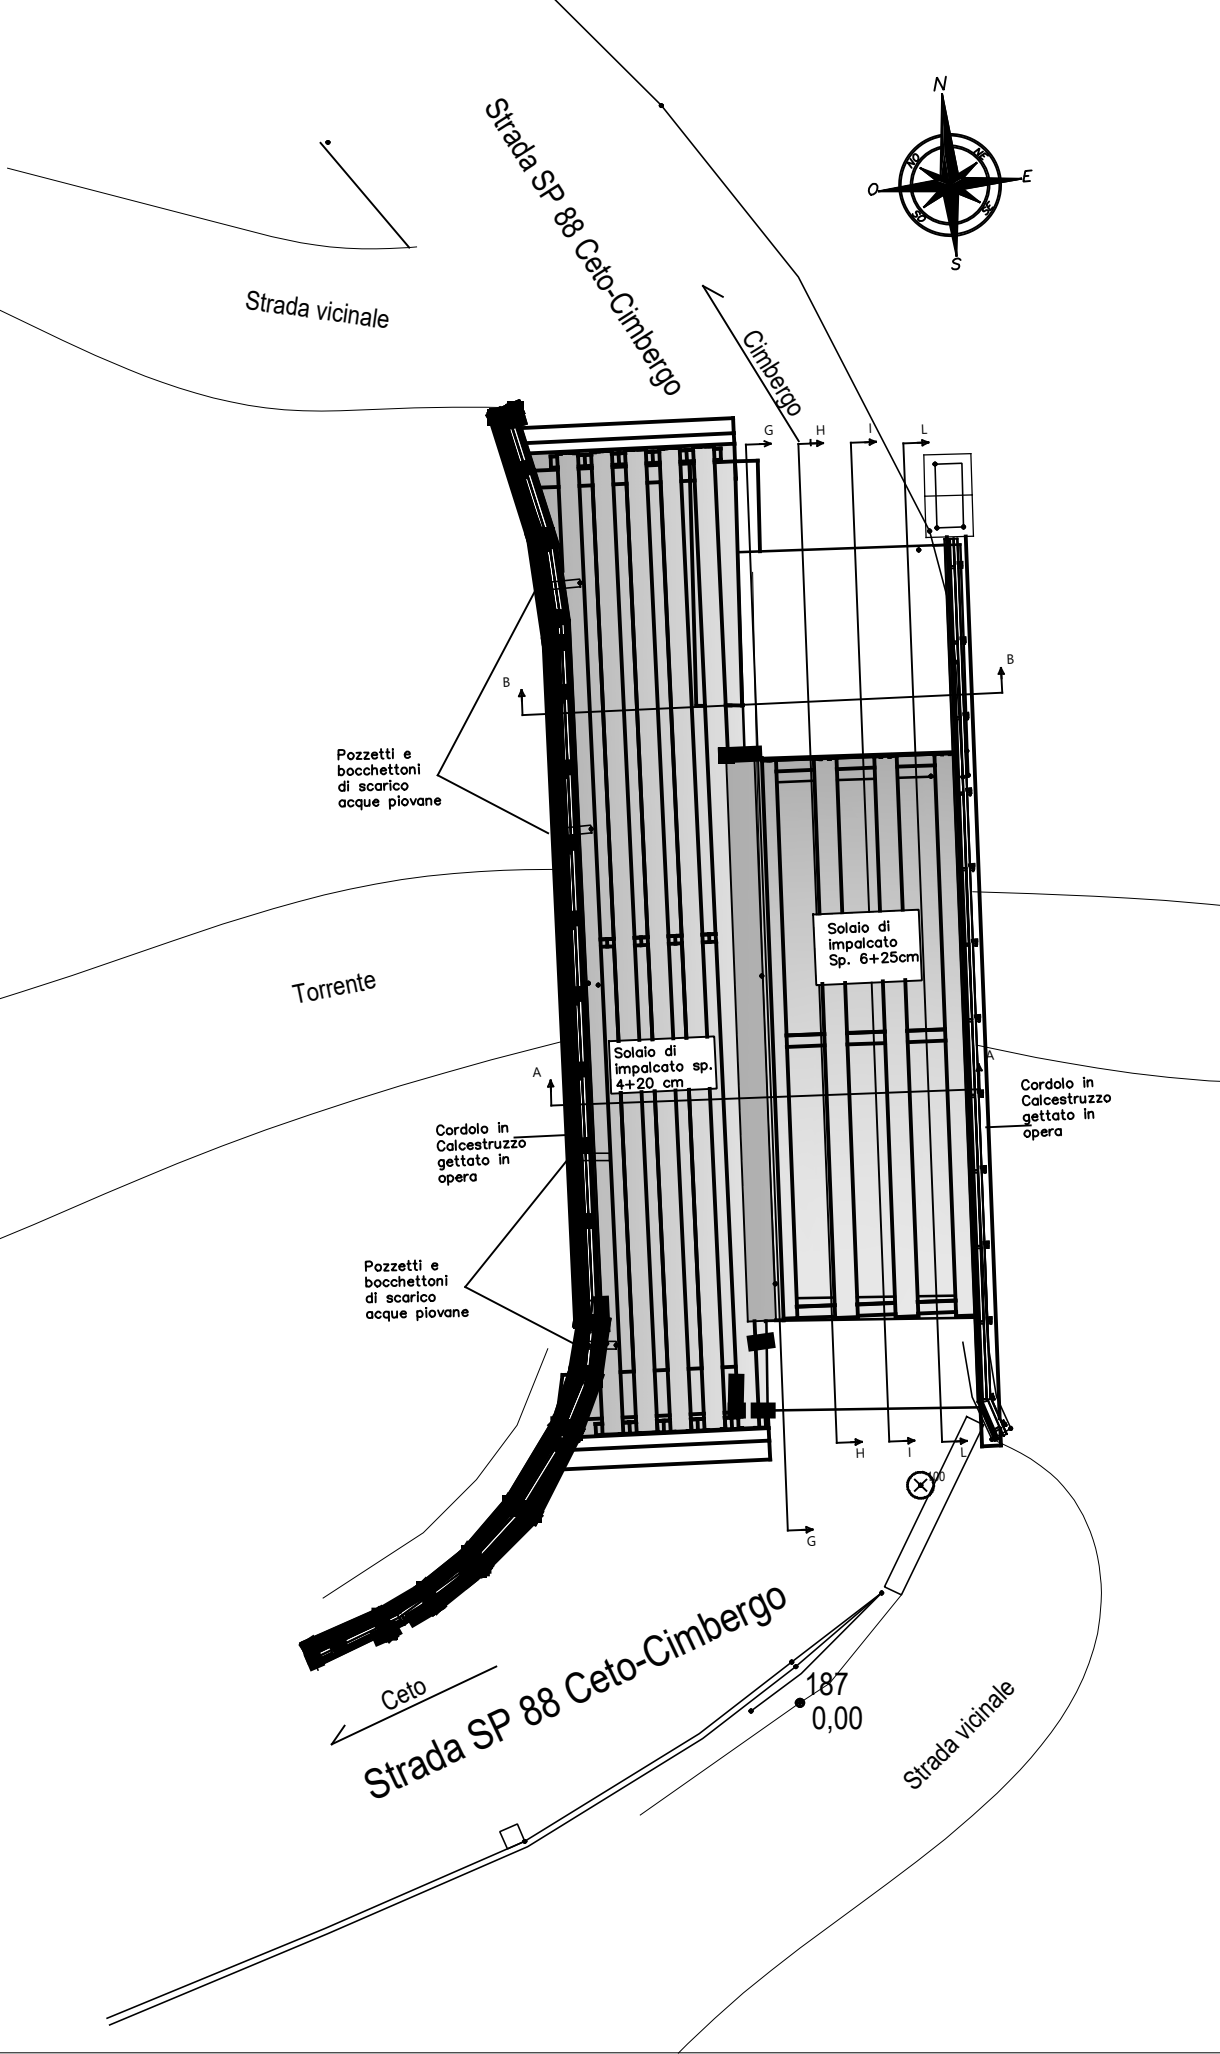 N
NO
NE
O
E
SO
SE
S
Strada SP 88 Ceto-Cimbergo
Strada vicinale
Cimbergo
G
H
I
L
B
B
Pozzetti e
bocchettoni
di scarico
acque piovane
Solaio di
impalcato
Sp. 6+25cm
Torrente
Solaio di
impalcato sp.
4+20 cm
A
A
Cordolo in
Calcestruzzo
gettato in
opera
Cordolo in
Calcestruzzo
gettato in
opera
Pozzetti e
bocchettoni
di scarico
acque piovane
H
I
L
100
G
Ceto
Strada SP 88 Ceto-Cimbergo
187
0,00
Strada vicinale